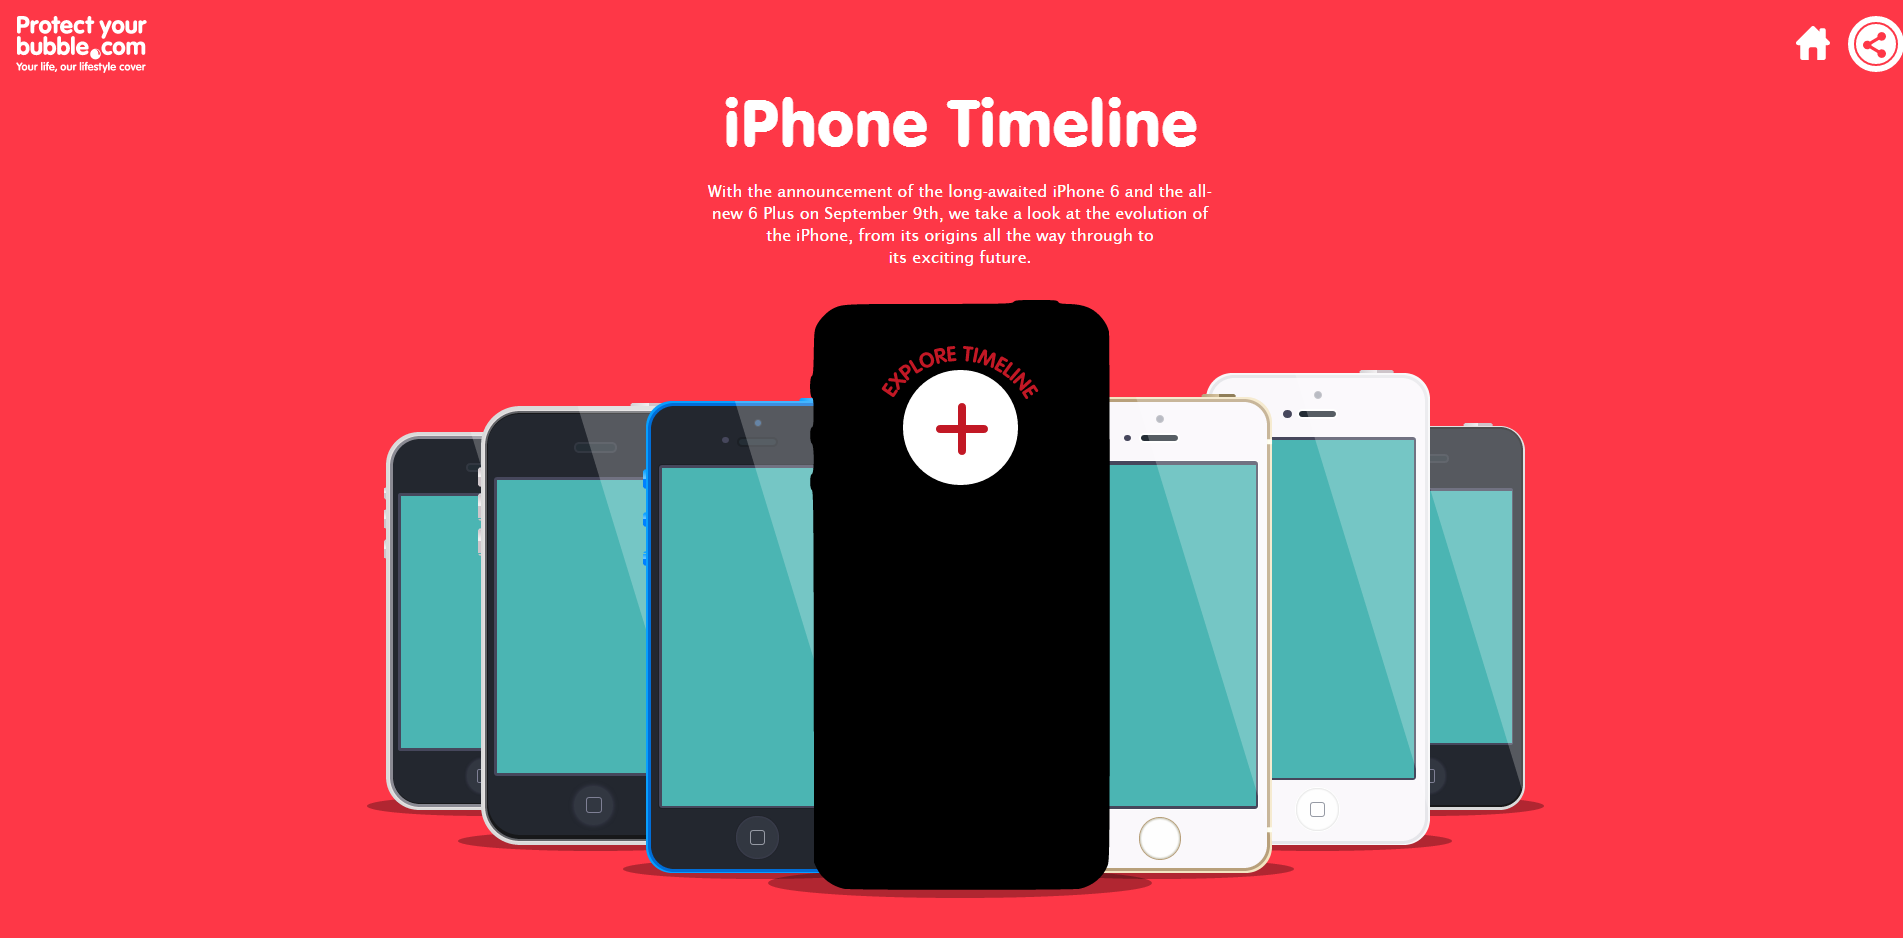 Protect your
bubble.com
Your life, our lifestyle cover
iPhone Timeline
With the announcement of the long-awaited iPhone 6 and the all-
new 6 Plus on September 9th, we take a look at the evolution of
the iPhone, from its origins all the way through to
its exciting future.
EXPLORE TIMELINE